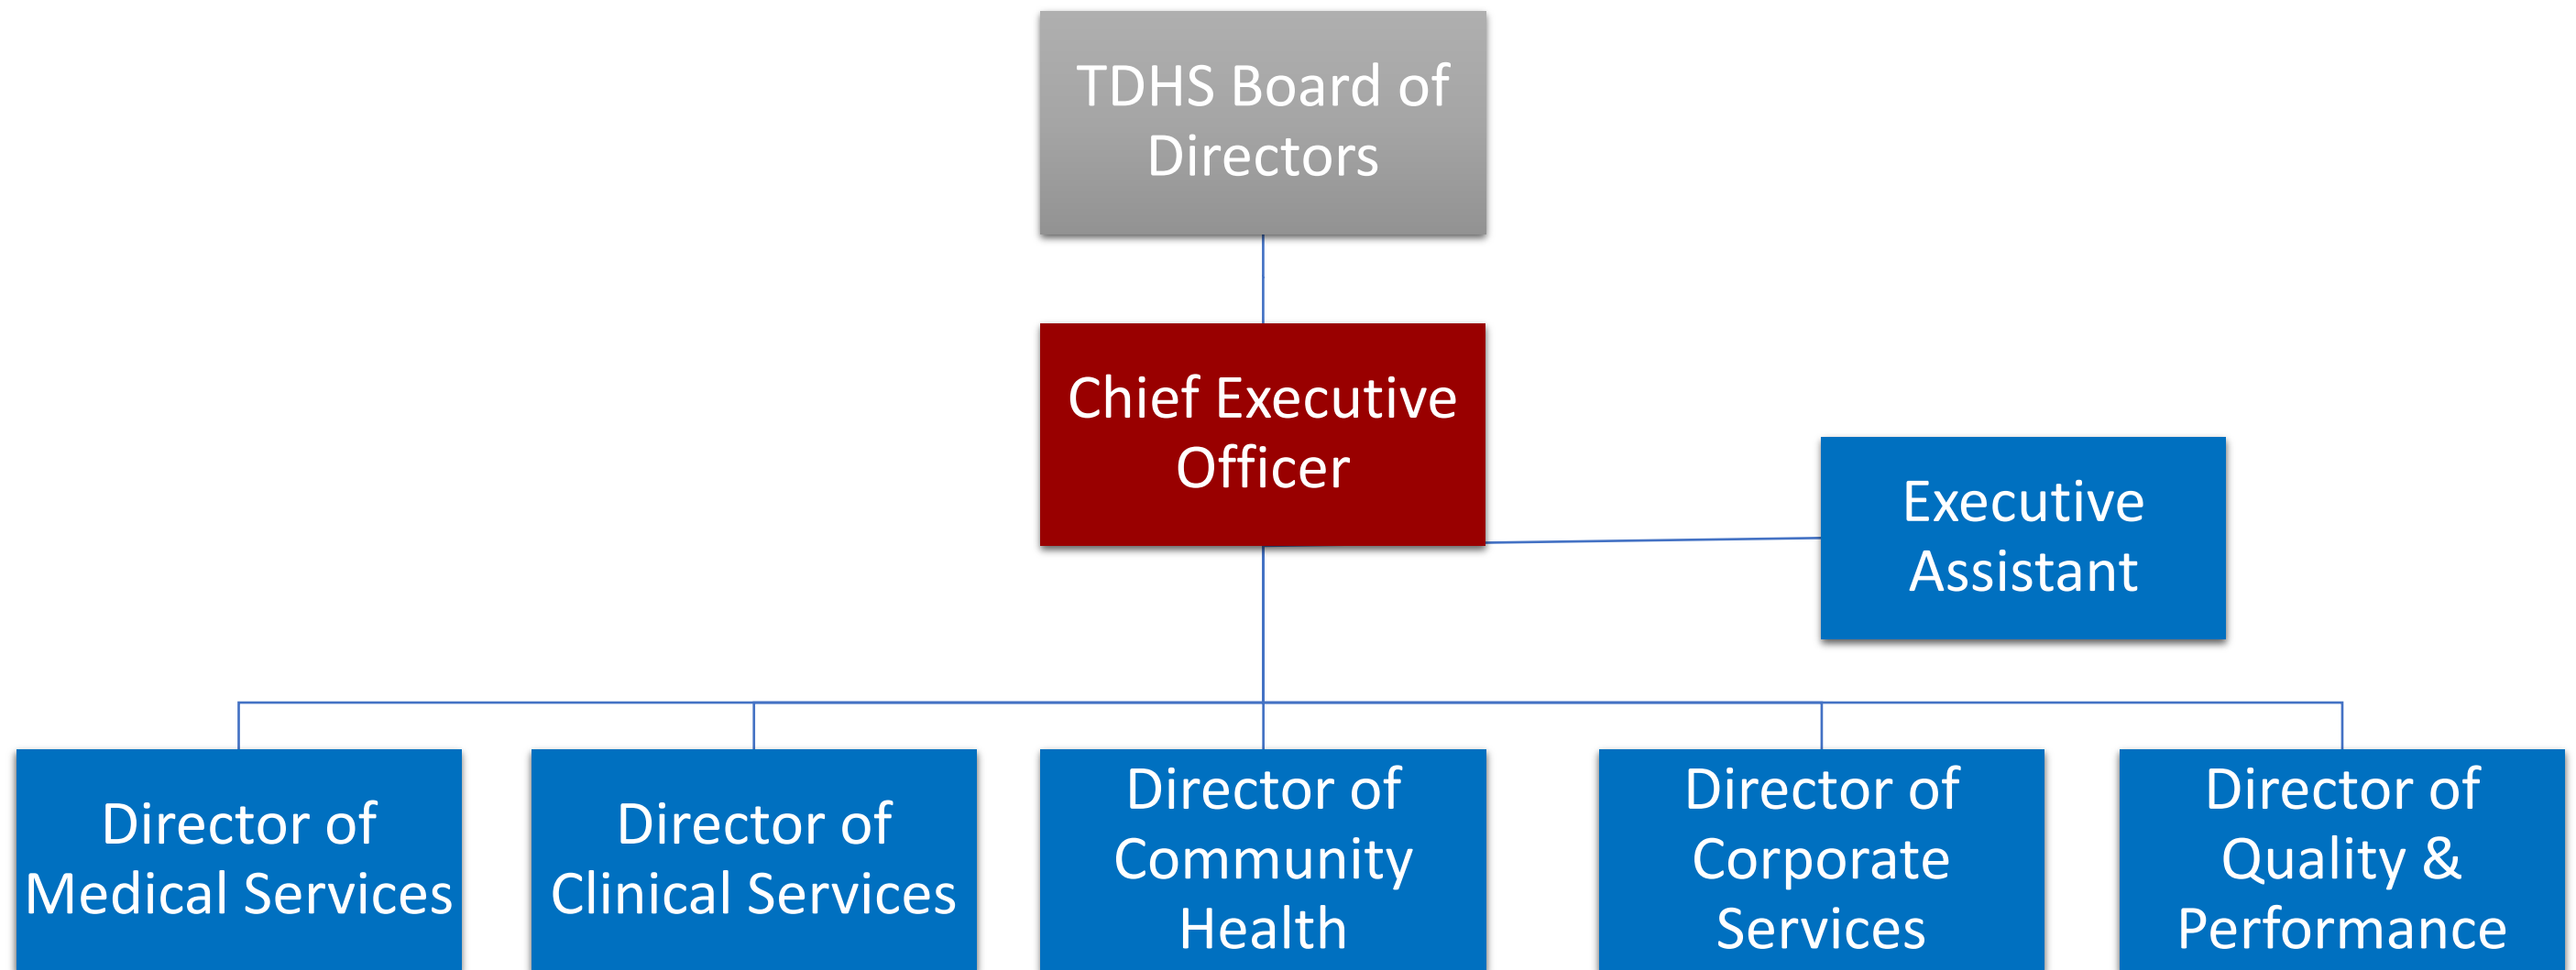 TDHS Board of
Directors
Chief Executive
Officer
Executive
Assistant
Director of
Medical Services
Director of
Clinical Services
Director of
Community
Health
Director of
Corporate
Services
Director of
Quality &
Performance